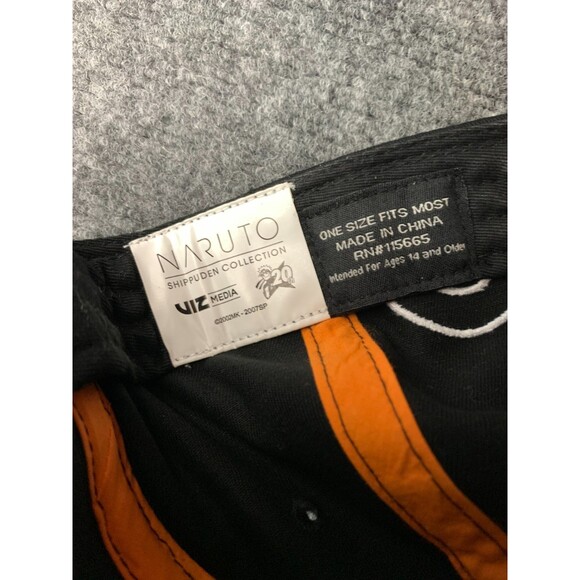 NARUTO
SHIPPUDEN COLLECTION
VIZ MEDIA
20
©2002MK - 2007SP
ONE SIZE FITS MOST
MADE IN CHINA
RN#115665
Intended For Ages 14 and Older